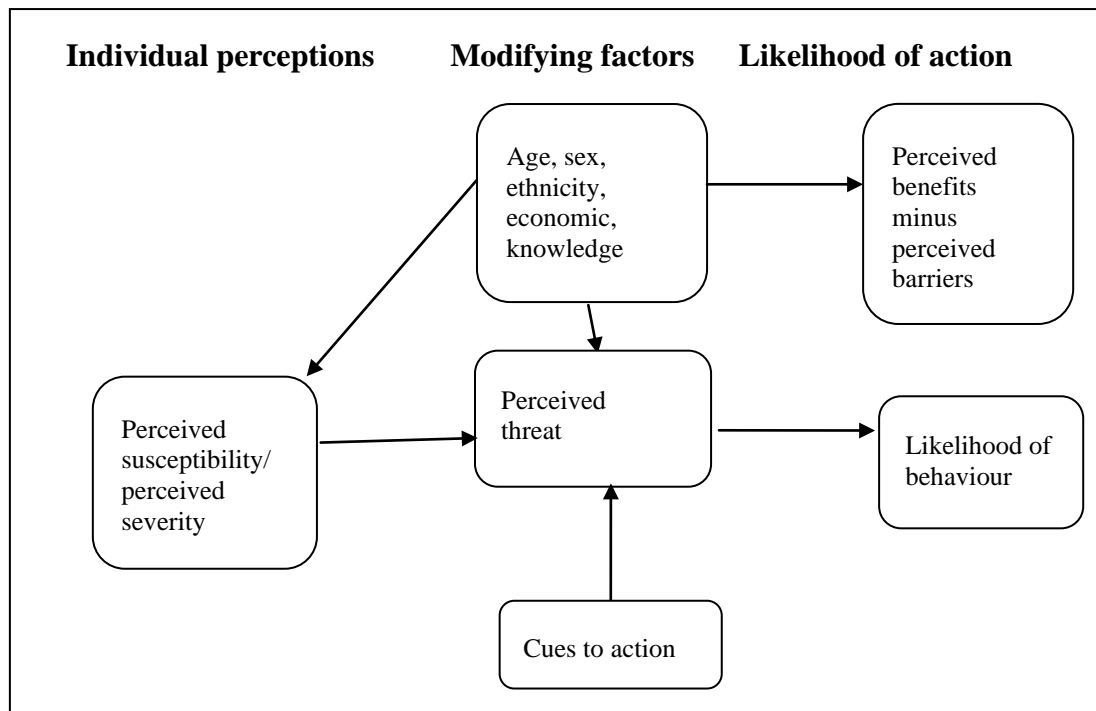 Individual perceptions
Modifying factors
Likelihood of action
Age, sex,
ethnicity,
economic,
knowledge
Perceived
benefits
minus
perceived
barriers
Perceived
susceptibility/
perceived
severity
Perceived
threat
Likelihood of
behaviour
Cues to action